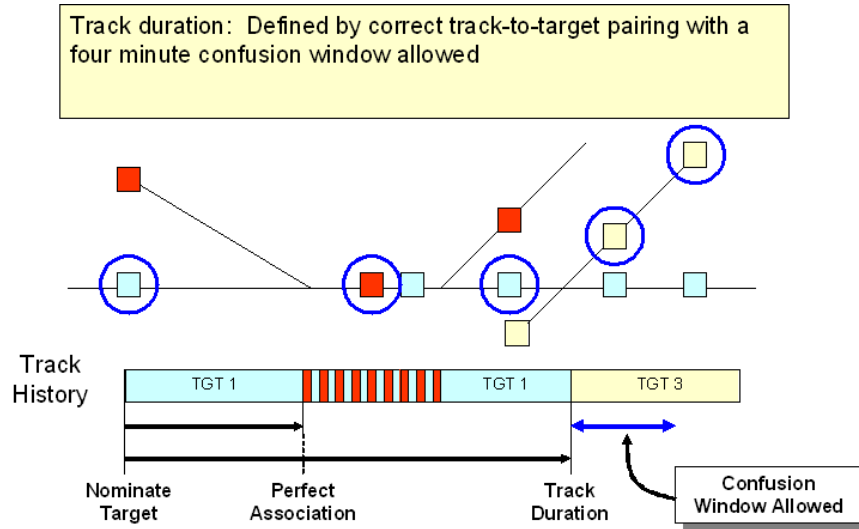 Track duration: Defined by correct track-to-target pairing with a
four minute confusion window allowed
Track
History
TGT 1
TGT 1
TGT 3
Nominate
Target
Perfect
Association
Track
Duration
Confusion
Window Allowed